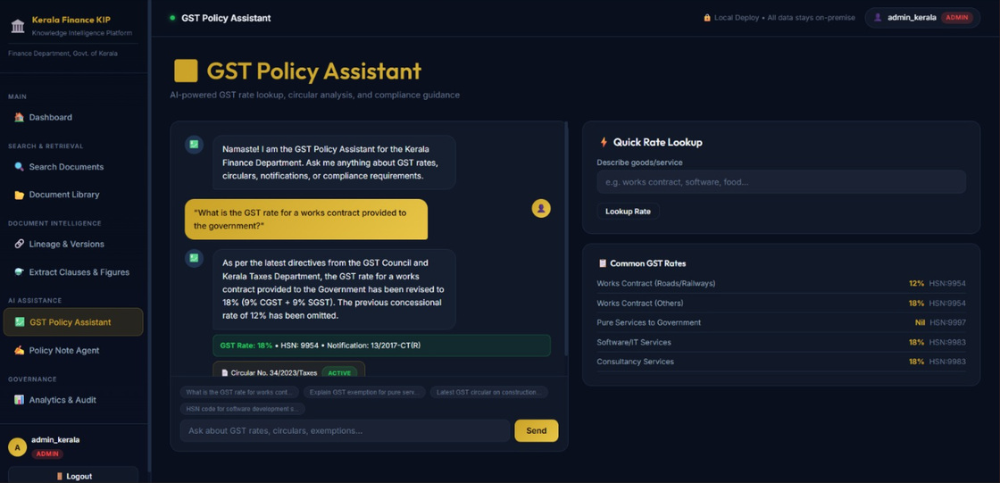 Kerala Finance KIP
Knowledge Intelligence Platform
Finance Department, Govt. of Kerala
MAIN
Dashboard
SEARCH & RETRIEVAL
Search Documents
Document Library
DOCUMENT INTELLIGENCE
Lineage & Versions
Extract Clauses & Figures
AI ASSISTANCE
GST Policy Assistant
Policy Note Agent
GOVERNANCE
Analytics & Audit
A
admin_kerala
ADMIN
Logout
GST Policy Assistant
Local Deploy • All data stays on-premise
admin_kerala ADMIN
GST Policy Assistant
AI-powered GST rate lookup, circular analysis, and compliance guidance
Namaste! I am the GST Policy Assistant for the Kerala
Finance Department. Ask me anything about GST rates,
circulars, notifications, or compliance requirements.
"What is the GST rate for a works contract provided to
the government?"
As per the latest directives from the GST Council and
Kerala Taxes Department, the GST rate for a works
contract provided to the Government has been revised to
18% (9% CGST + 9% SGST). The previous concessional
rate of 12% has been omitted.
GST Rate: 18% • HSN: 9954 • Notification: 13/2017-CT(R)
Circular No. 34/2023/Taxes ACTIVE
What is the GST rate for works cont... Explain GST exemption for pure serv... Latest GST circular on construction...
HSN code for software development s...
Ask about GST rates, circulars, exemptions...
Send
Quick Rate Lookup
Describe goods/service
e.g. works contract, software, food...
Lookup Rate
Common GST Rates
Works Contract (Roads/Railways) 12% HSN:9954
Works Contract (Others) 18% HSN:9954
Pure Services to Government Nil HSN:9997
Software/IT Services 18% HSN:9983
Consultancy Services 18% HSN:9983